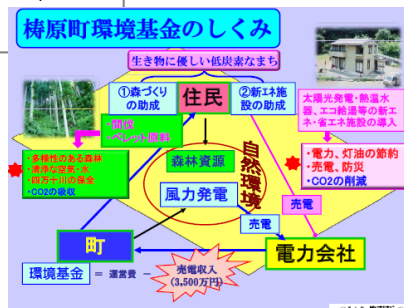 梼原町環境基金のしくみ
生き物に優しい低炭素なまち
①森づくり
の助成
住民
②新エネ施
設の助成
太陽光発電・熱温水
器、エコ給湯等の新エ
ネ・省エネ施設の導入
・間伐
・ペレット原料
・多様性のある森林
・清浄な空気・水
・四万十川の保全
・CO2の吸収
森林資源
自然環境
・電力、灯油の節約
・売電、防災
・CO2の削減
風力発電
売電
売電
町
電力会社
環境基金 = 運営費 −
売電収入
(3,500万円)